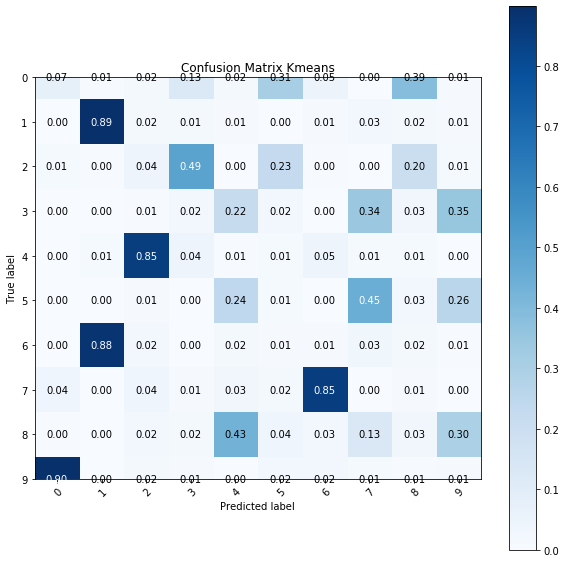 Confusion Matrix Kmeans
0 0.07 0.01 0.02 0.13 0.02 0.31 0.05 0.00 0.39 0.01
1 0.00 0.89 0.02 0.01 0.01 0.00 0.01 0.03 0.02 0.01
2 0.01 0.00 0.04 0.49 0.00 0.23 0.00 0.00 0.20 0.01
3 0.00 0.00 0.01 0.02 0.22 0.02 0.00 0.34 0.03 0.35
4 0.00 0.01 0.85 0.04 0.01 0.01 0.05 0.01 0.01 0.00
5 0.00 0.00 0.01 0.00 0.24 0.01 0.00 0.45 0.03 0.26
6 0.00 0.88 0.02 0.00 0.02 0.01 0.01 0.03 0.02 0.01
7 0.04 0.00 0.04 0.01 0.03 0.02 0.85 0.00 0.01 0.00
8 0.00 0.00 0.02 0.02 0.43 0.04 0.03 0.13 0.03 0.30
9 0.90 0.00 0.02 0.01 0.00 0.02 0.02 0.01 0.01 0.01
0 1 2 3 4 5 6 7 8 9
True label
Predicted label
0.8
0.7
0.6
0.5
0.4
0.3
0.2
0.1
0.0